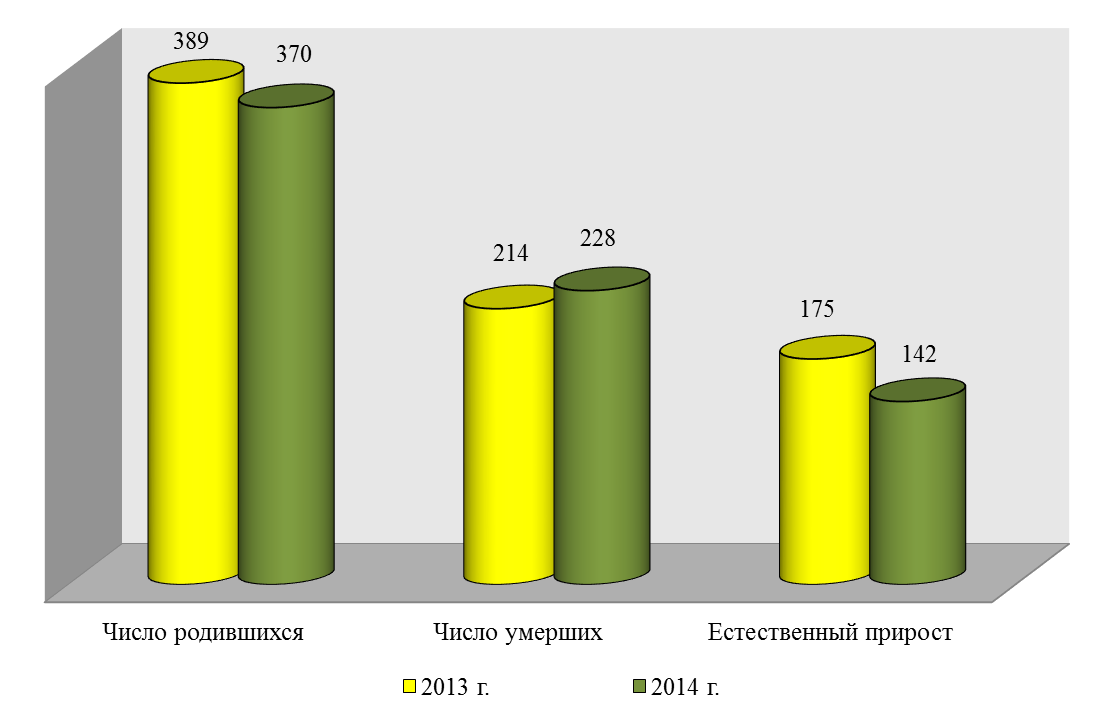 389
370
214
228
175
142
Число родившихся
Число умерших
Естественный прирост
2013 г.
2014 г.